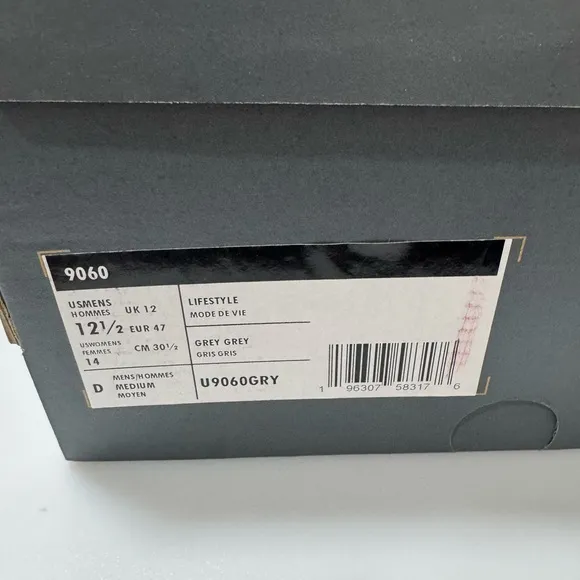 9060
USMENS
HOMMES
UK 12
12½ EUR 47
USWOMENS
FEMMES
14
CM 30½
D
MENS/HOMMES
MEDIUM
MOYEN
LIFESTYLE
MODE DE VIE
GREY GREY
GRIS GRIS
U9060GRY
1 96307 58317 6